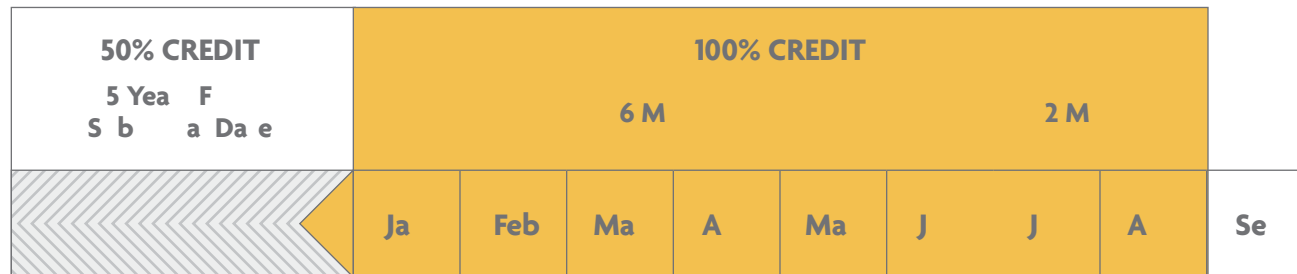 50% CREDIT
5 Yea F
S b a Da e
100% CREDIT
6 M 2 M
Ja Feb Ma A Ma J J A Se